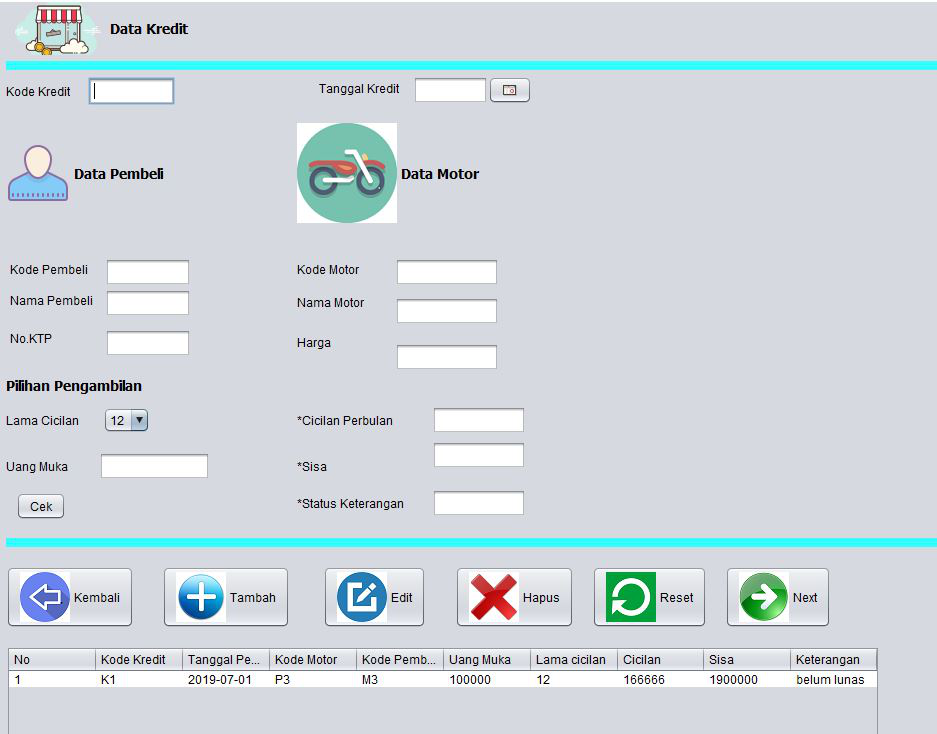 Data Kredit
Kode Kredit Tanggal Kredit
Data Pembeli Data Motor
Kode Pembeli Kode Motor
Nama Pembeli Nama Motor
No.KTP Harga
Pilihan Pengambilan
Lama Cicilan 12 *Cicilan Perbulan
Uang Muka *Sisa
Cek *Status Keterangan
Kembali Tambah Edit Hapus Reset Next
No Kode Kredit Tanggal Pe... Kode Motor Kode Pemb... Uang Muka Lama cicilan Cicilan Sisa Keterangan
1 K1 2019-07-01 P3 M3 100000 12 166666 1900000 belum lunas